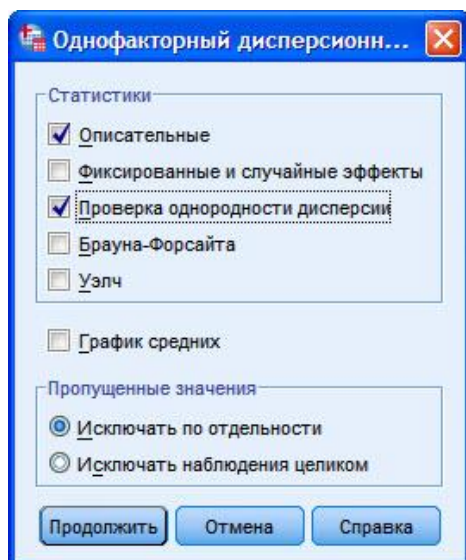 Однофакторный дисперсионн...
Статистики
Описательные
Фиксированные и случайные эффекты
Проверка однородности дисперсии
Брауна-Форсайта
Уэлч
График средних
Пропущенные значения
Исключать по отдельности
Исключать наблюдения целиком
Продолжить Отмена Справка